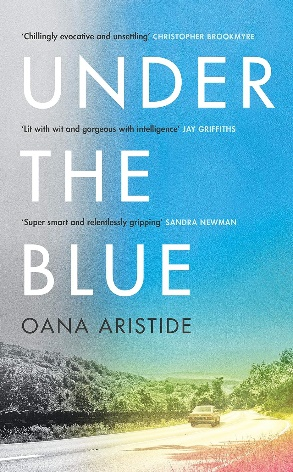 'Chillingly evocative and unsettling' CHRISTOPHER BROOKMYRE
UNDER
'Lit with wit and gorgeous with intelligence' JAY GRIFFITHS
THE
'Super smart and relentlessly gripping' SANDRA NEWMAN
BLUE
OANA ARISTIDE